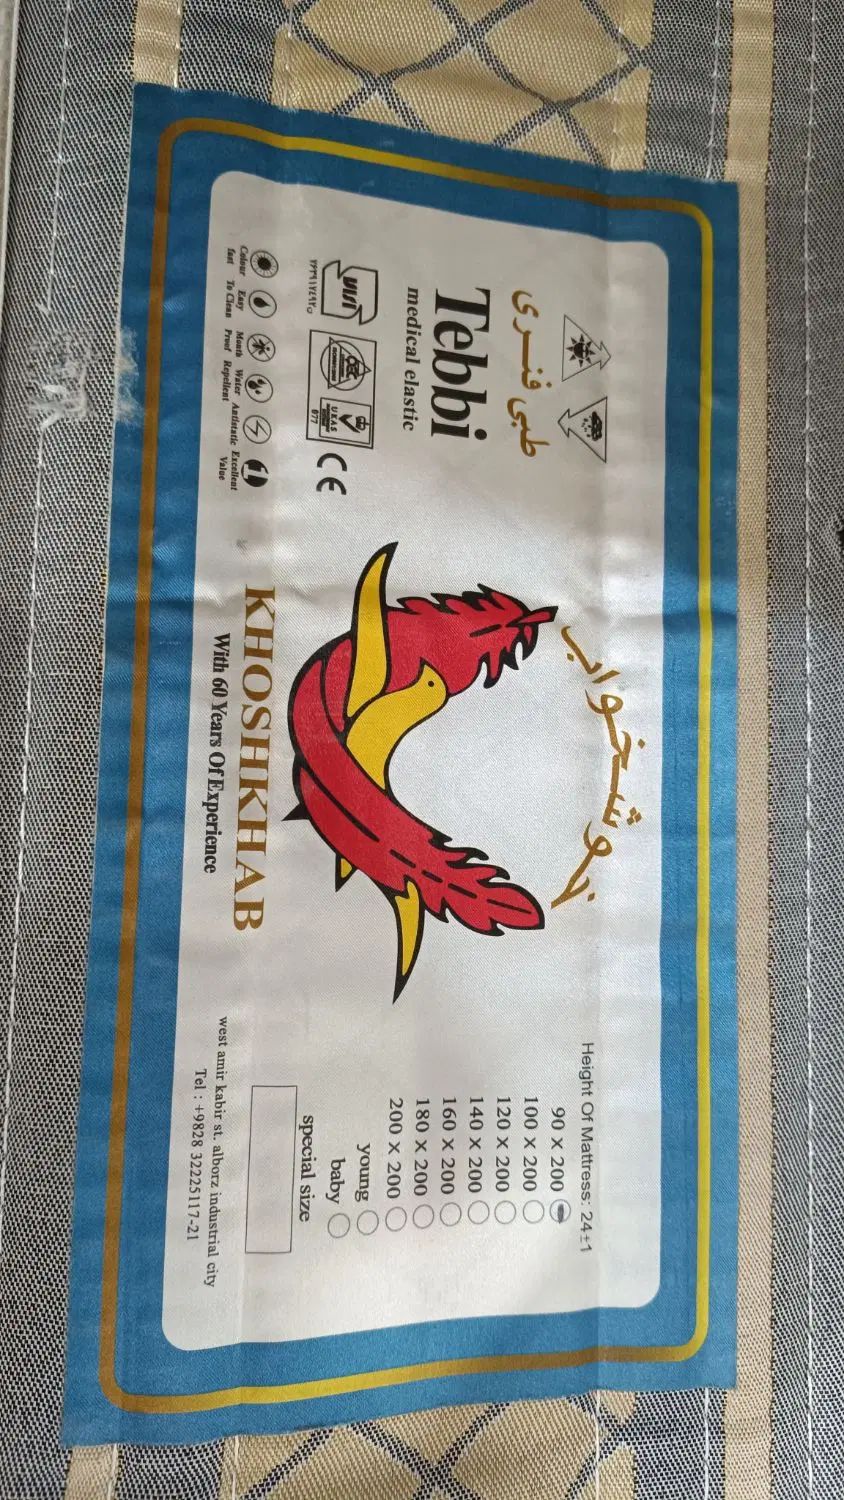 طبی فنری
Tebbi
medical elastic
UKAS
077
CE
Colour fast
Easy To Clean
Moath Proof
Water Repellent
Antistatic
Excellent Value
خوشخواب
KHOSHKHAB
With 60 Years Of Experience
Height Of Mattress: 24±1
90 x 200
100 x 200
120 x 200
140 x 200
160 x 200
180 x 200
200 x 200
young
baby
special size
west amir kabir st. alborz industrial city
Tel : +9828 32225117-21